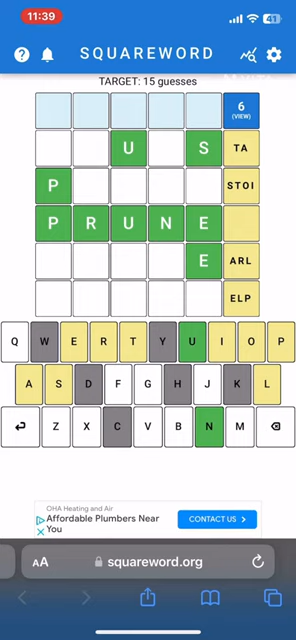 11:39
41
SQUAREWORD
TARGET: 15 guesses
6
(VIEW)
U S TA
P STOI
P R U N E
E ARL
ELP
Q W E R T Y U I O P
A S D F G H J K L
Z X C V B N M
OHA Heating and Air
Affordable Plumbers Near
You
CONTACT US >
AA squareword.org